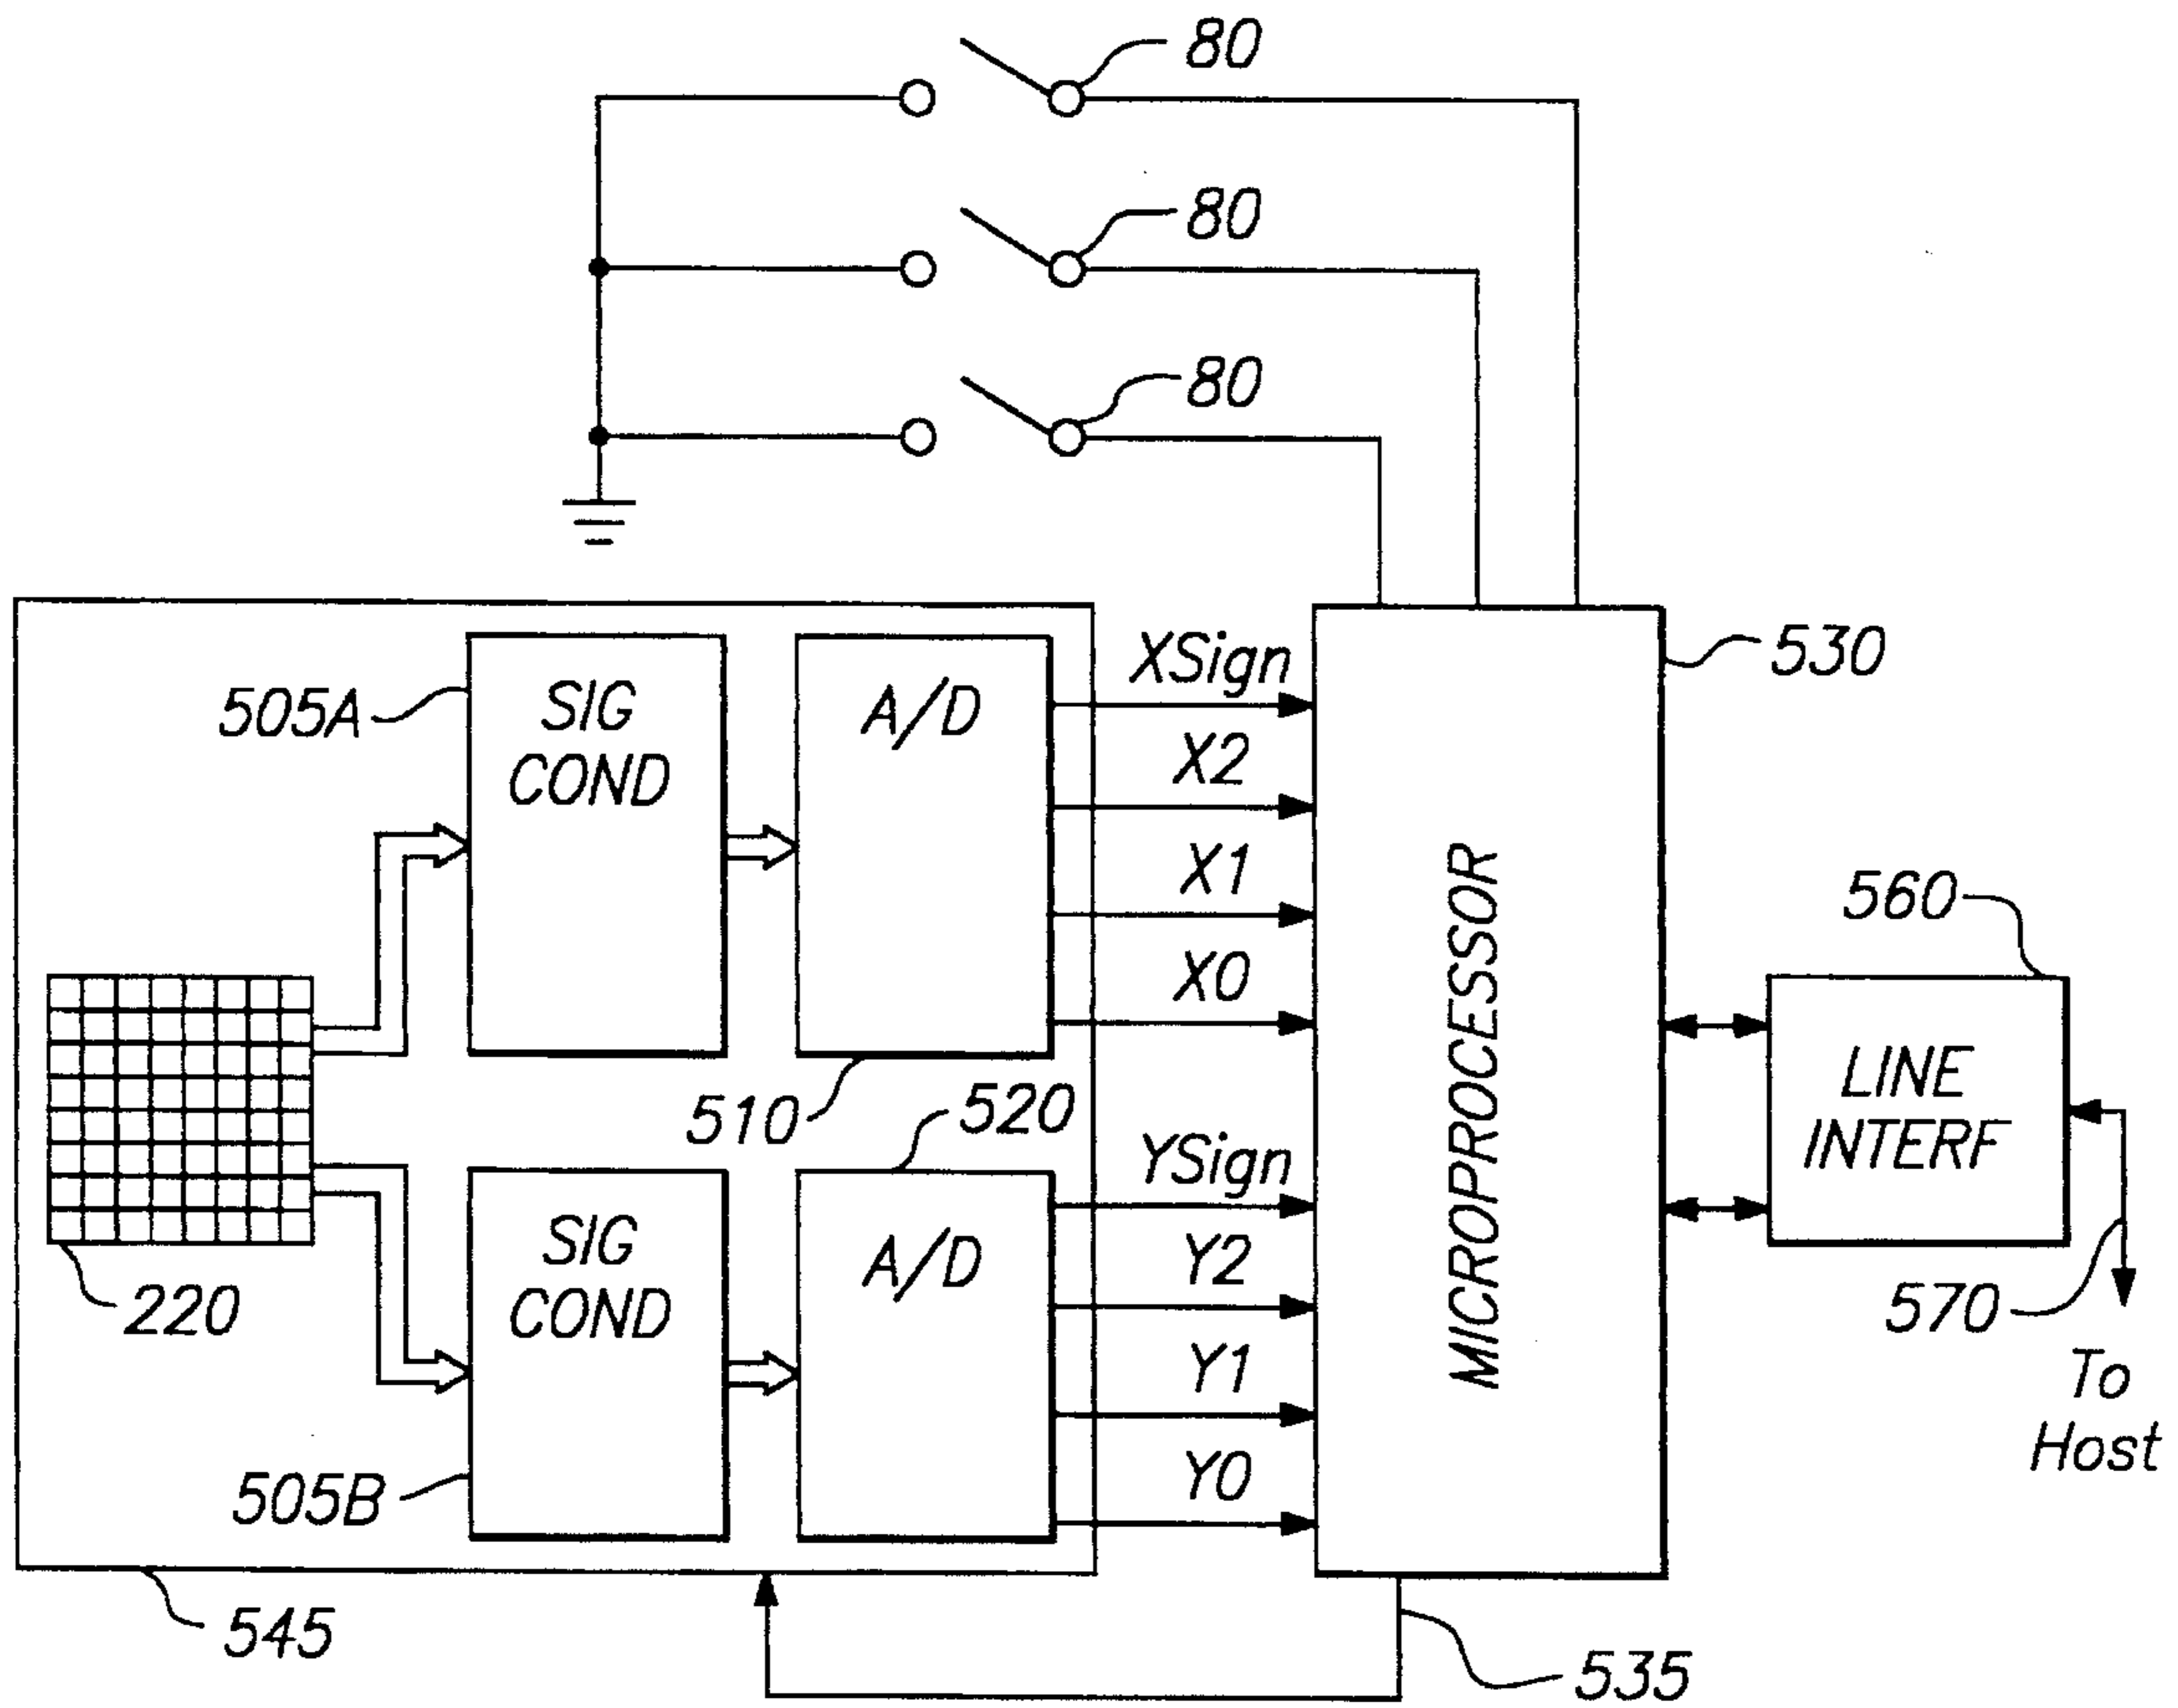 80
80
80
530
505A
SIG
COND
A/D
XSign
X2
X1
X0
510
520
MICROPROCESSOR
560
LINE
INTERF
220
505B
SIG
COND
A/D
YSign
Y2
Y1
Y0
570
To
Host
545
535